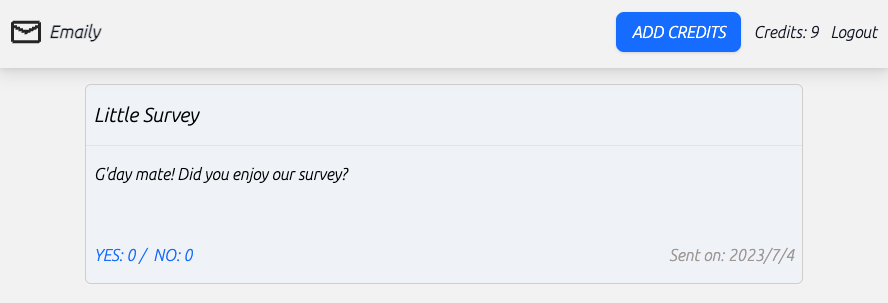 Emaily ADD CREDITS Credits: 9 Logout
Little Survey
G'day mate! Did you enjoy our survey?
YES: 0 / NO: 0 Sent on: 2023/7/4